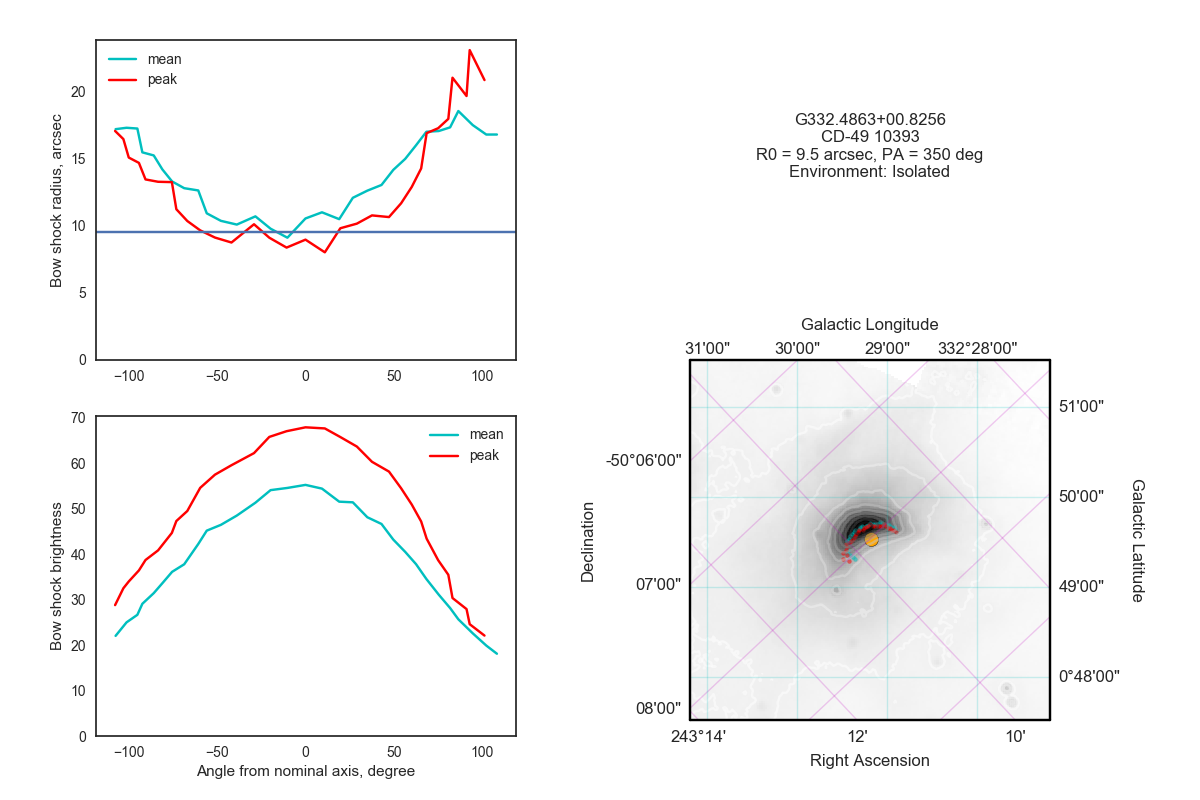 mean
peak
20
15
10
5
0
Bow shock radius, arcsec
−100
−50
0
50
100
70
60
50
40
30
20
10
0
Bow shock brightness
mean
peak
−100
−50
0
50
100
Angle from nominal axis, degree
G332.4863+00.8256
CD-49 10393
R0 = 9.5 arcsec, PA = 350 deg
Environment: Isolated
Galactic Longitude
31'00"
30'00"
29'00"
332°28'00"
-50°06'00"
07'00"
08'00"
Declination
51'00"
50'00"
49'00"
0°48'00"
Galactic Latitude
243°14'
12'
10'
Right Ascension